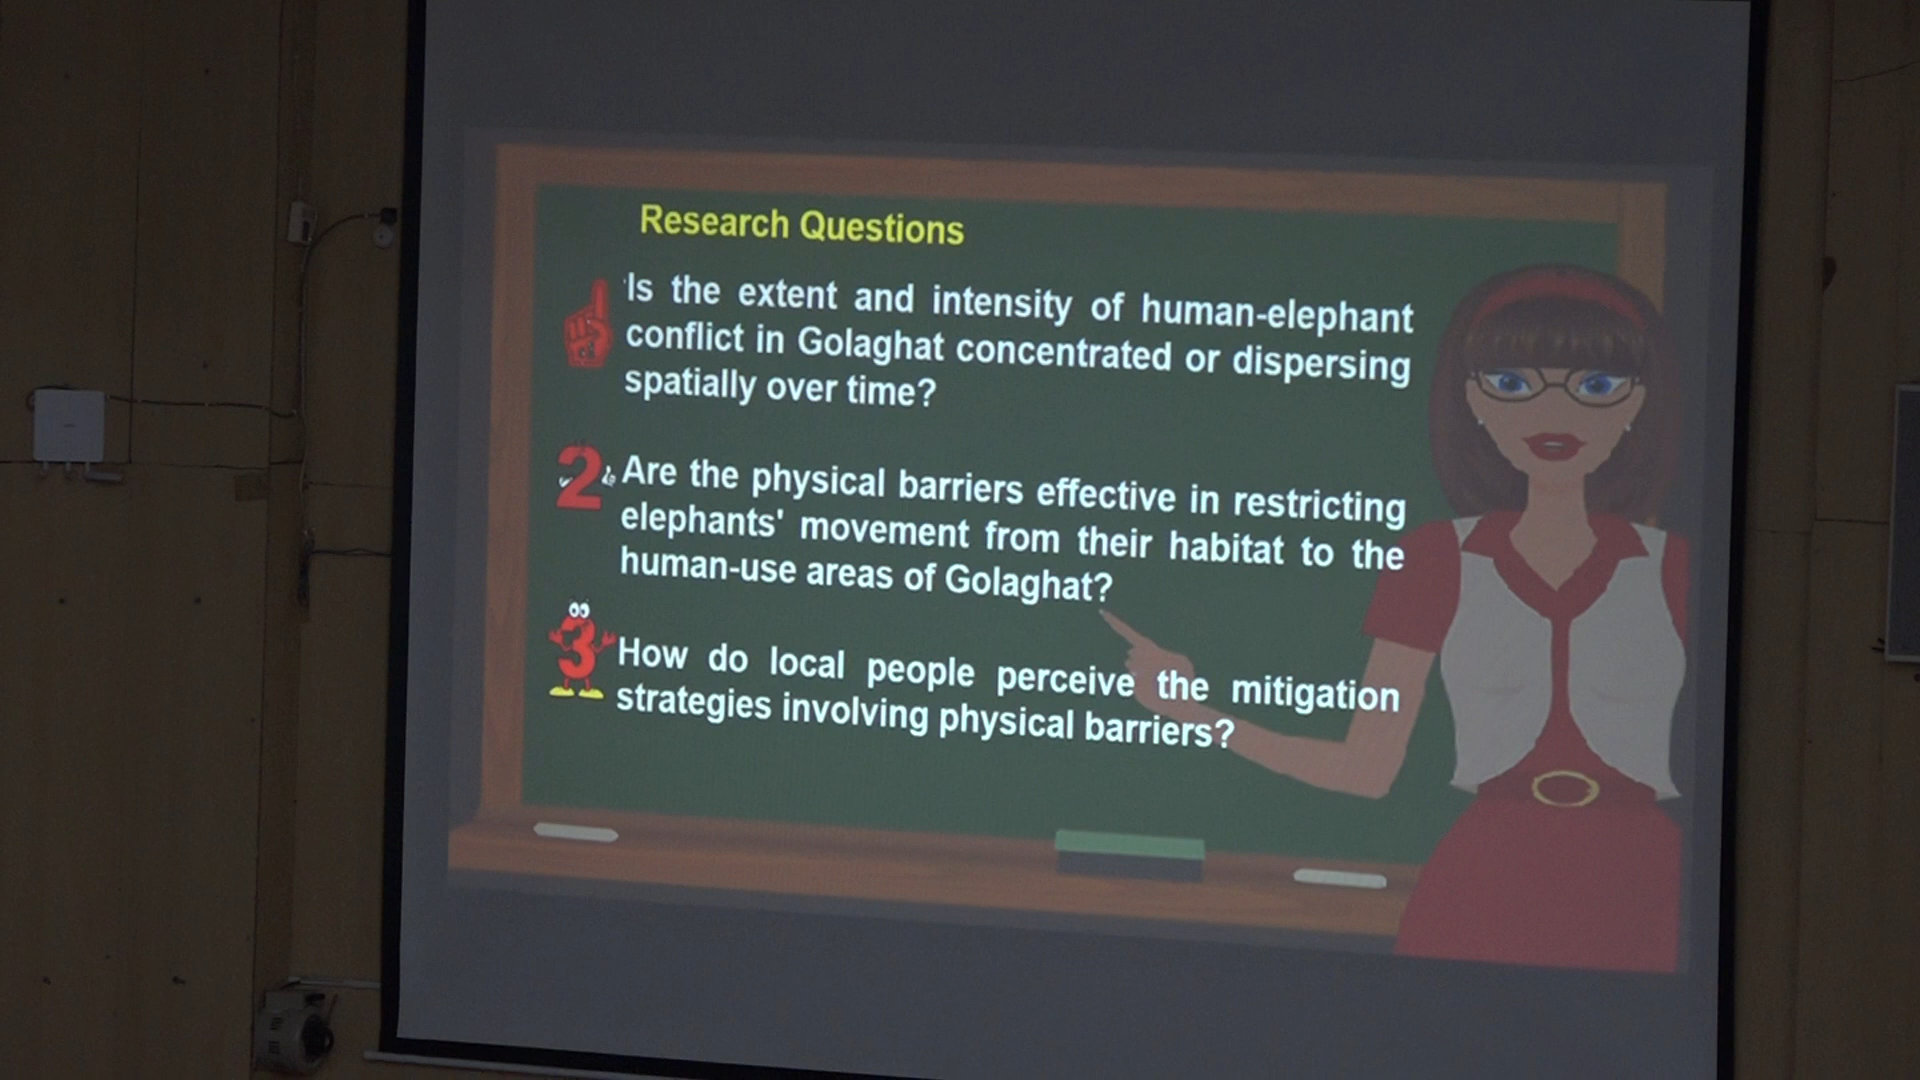 Research Questions
Is the extent and intensity of human-elephant
conflict in Golaghat concentrated or dispersing
spatially over time?
2 Are the physical barriers effective in restricting
elephants' movement from their habitat to the
human-use areas of Golaghat?
3 How do local people perceive the mitigation
strategies involving physical barriers?